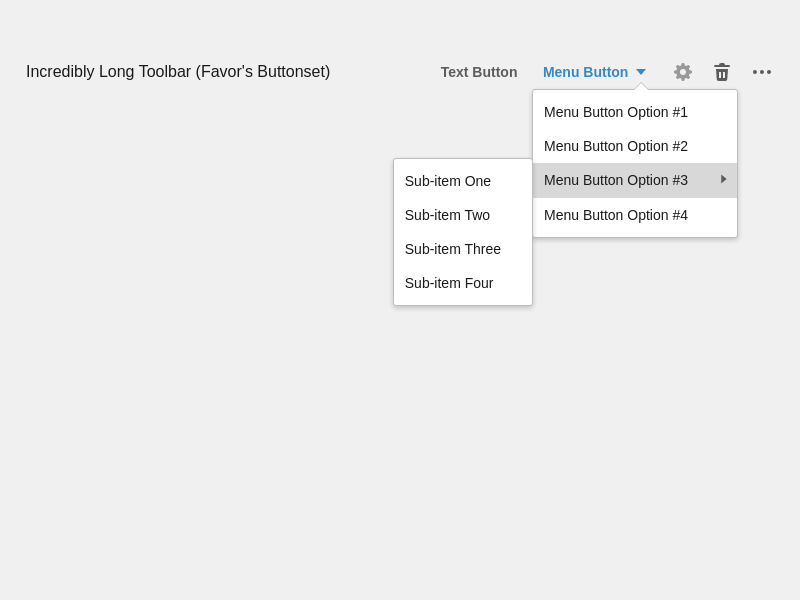 Incredibly Long Toolbar (Favor's Buttonset)
Text Button
Menu Button
Menu Button Option #1
Menu Button Option #2
Menu Button Option #3
Menu Button Option #4
Sub-item One
Sub-item Two
Sub-item Three
Sub-item Four